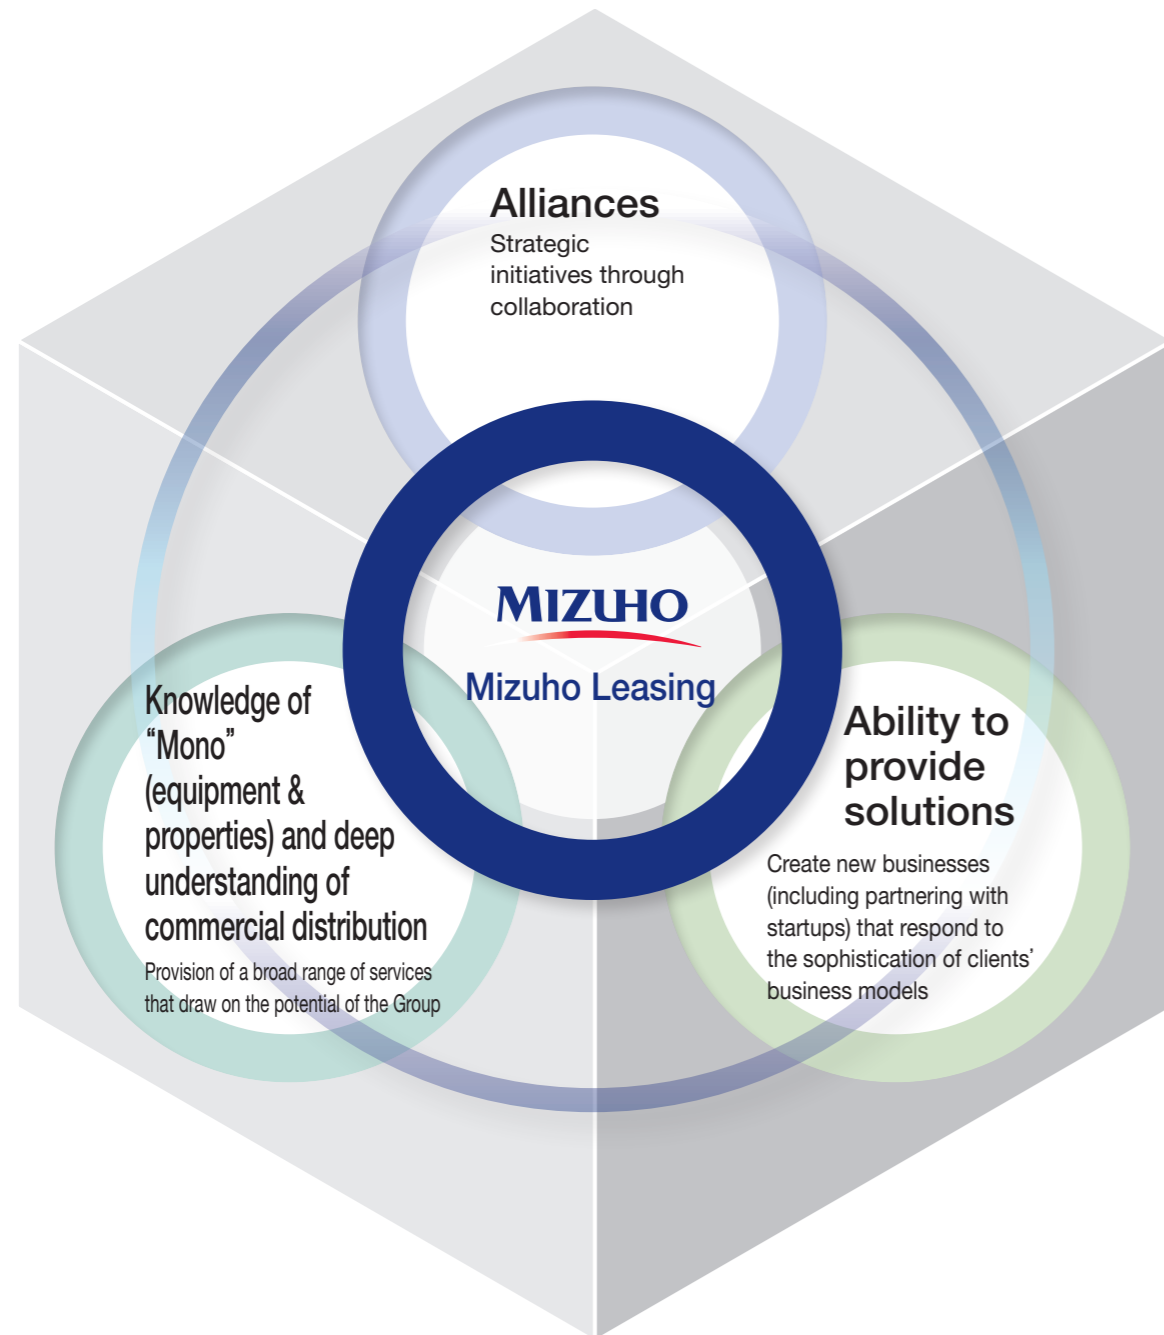 Alliances
Strategic
initiatives through
collaboration
MIZUHO
Mizuho Leasing
Knowledge of
“Mono”
(equipment &
properties) and deep
understanding of
commercial distribution
Provision of a broad range of services
that draw on the potential of the Group
Ability to
provide
solutions
Create new businesses
(including partnering with
startups) that respond to
the sophistication of clients’
business models